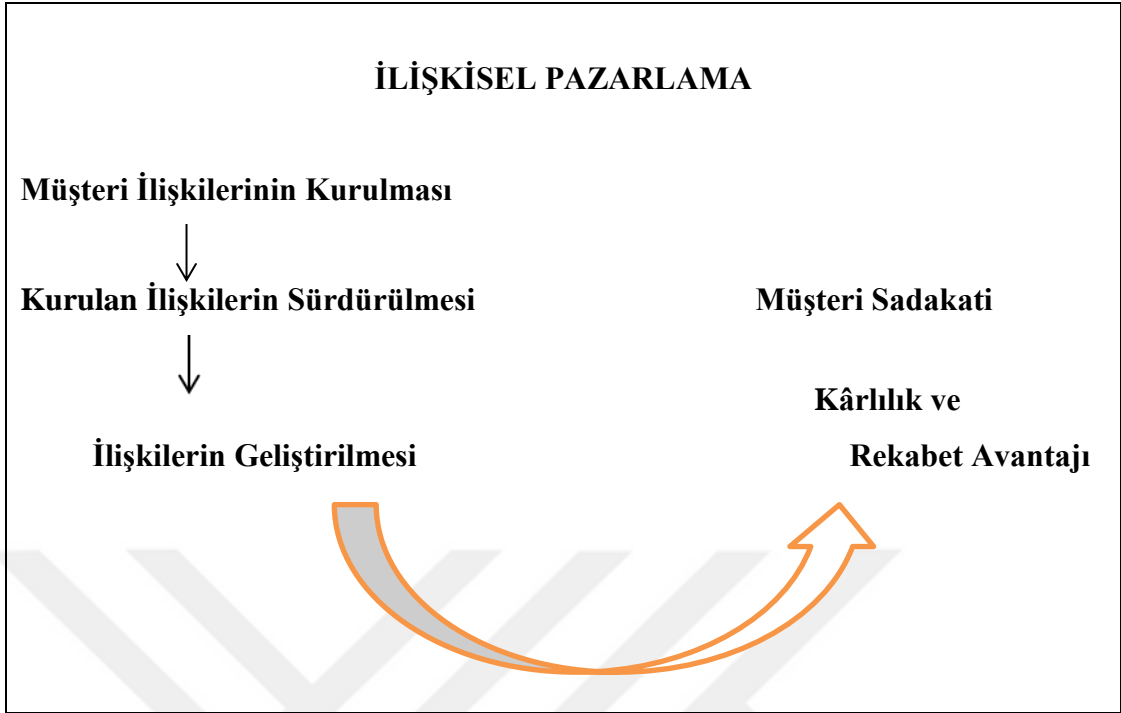 İLİŞKİSEL PAZARLAMA
Müşteri İlişkilerinin Kurulması
Kurulan İlişkilerin Sürdürülmesi
Müşteri Sadakati
Kârlılık ve
İlişkilerin Geliştirilmesi
Rekabet Avantajı